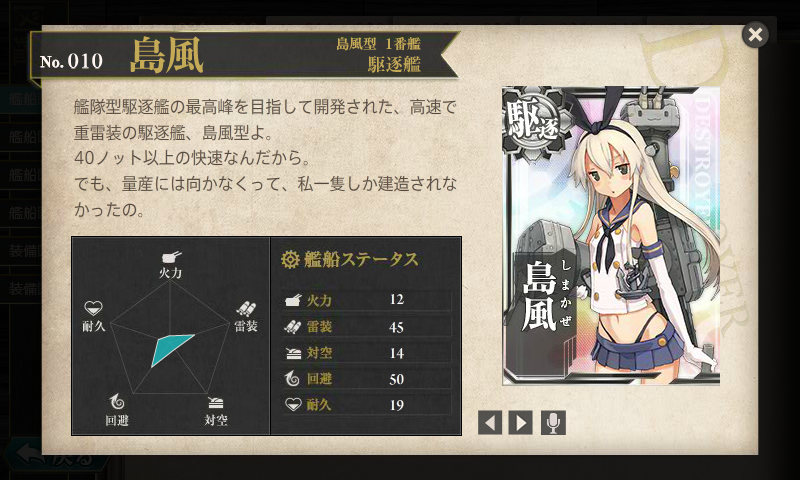 No.010 島風
島風型 1番艦
駆逐艦
艦隊型駆逐艦の最高峰を目指して開発された、高速で
重雷装の駆逐艦、島風型よ。
40ノット以上の快速なんだから。
でも、量産には向かなくって、私一隻しか建造されな
かったの。
火力
耐久
雷装
回避
対空
艦船ステータス
火力 12
雷装 45
対空 14
回避 50
耐久 19
駆逐
島風
しまかぜ
DESTROYER
戻る